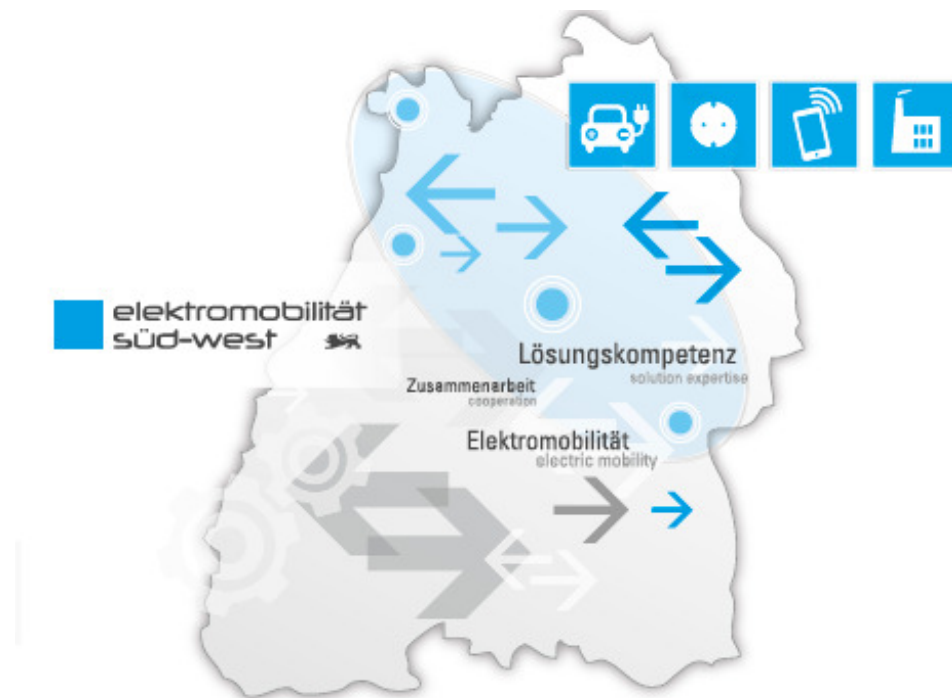 elektromobilität
süd-west
Lösungskompetenz
solution expertise
Zusammenarbeit
cooperation
Elektromobilität
electric mobility